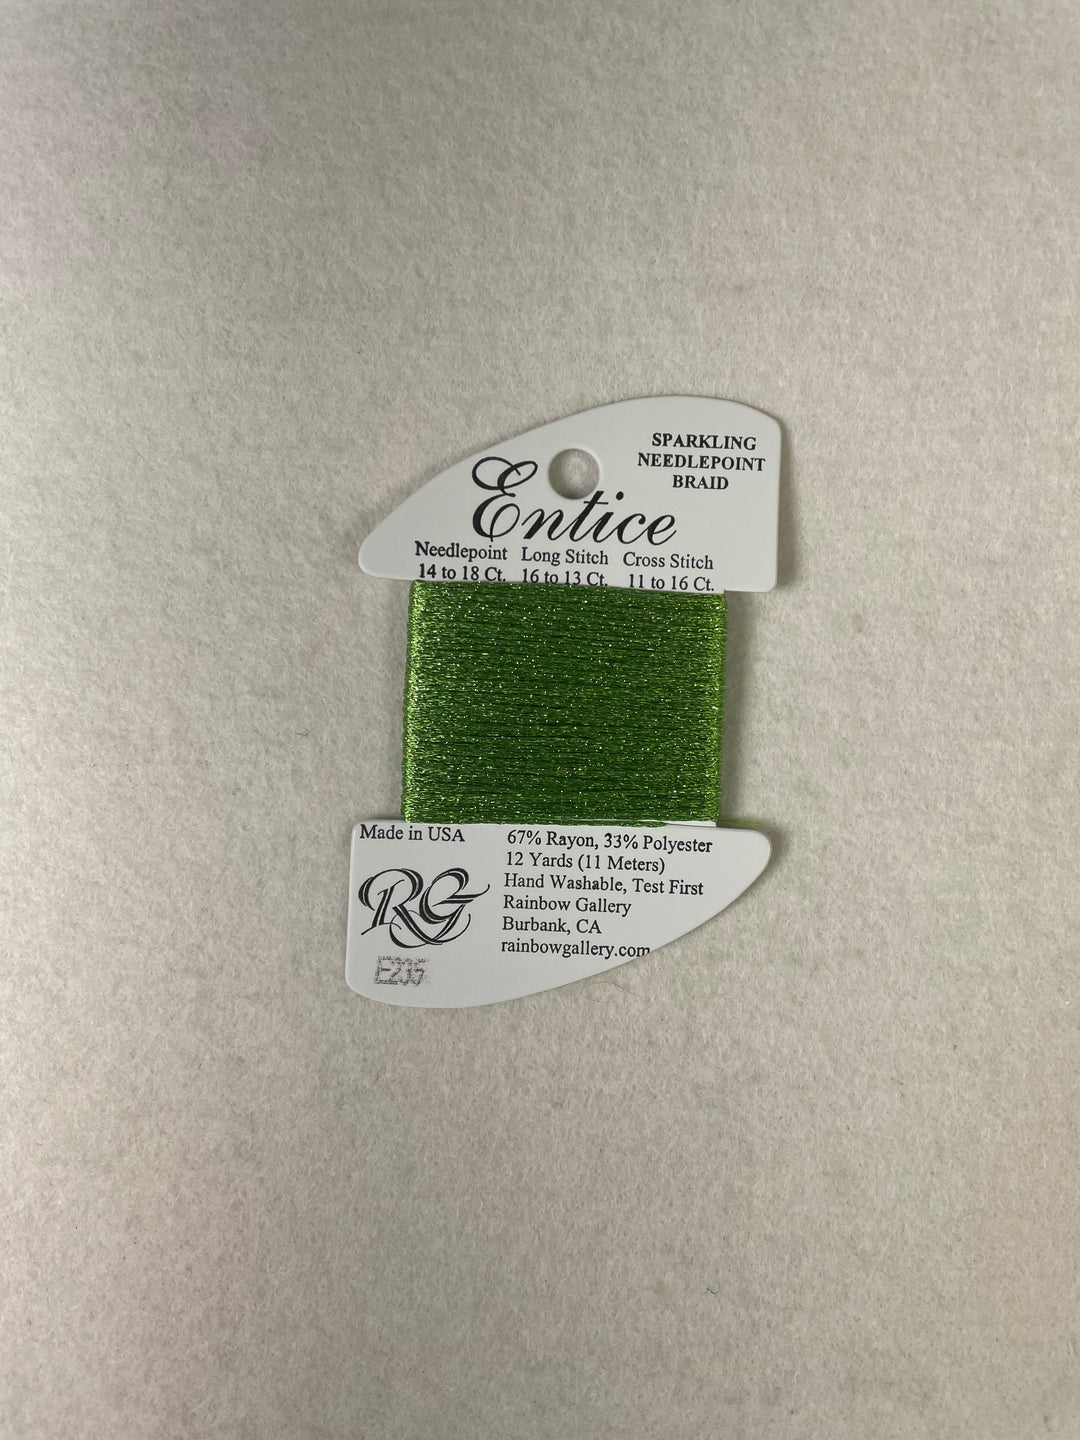 SPARKLING
NEEDLEPOINT
BRAID
Entice
Needlepoint Long Stitch Cross Stitch
14 to 18 Ct. 16 to 13 Ct. 11 to 16 Ct.
Made in USA
67% Rayon, 33% Polyester
12 Yards (11 Meters)
Hand Washable, Test First
Rainbow Gallery
Burbank, CA
rainbowgallery.com
RG
E235